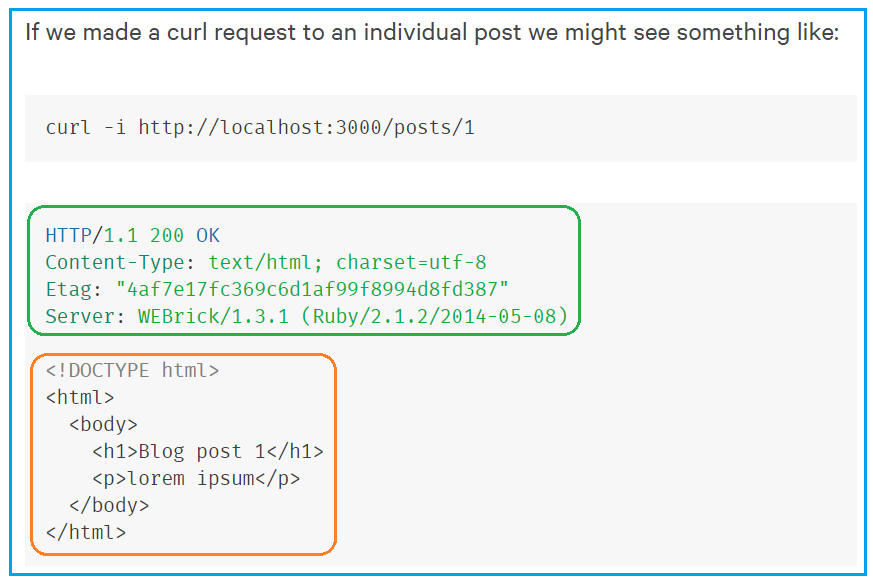 If we made a curl request to an individual post we might see something like:
curl -i http://localhost:3000/posts/1
HTTP/1.1 200 OK
Content-Type: text/html; charset=utf-8
Etag: "4af7e17fc369c6d1af99f8994d8fd387"
Server: WEBrick/1.3.1 (Ruby/2.1.2/2014-05-08)
<!DOCTYPE html>
<html>
  <body>
    <h1>Blog post 1</h1>
    <p>lorem ipsum</p>
  </body>
</html>